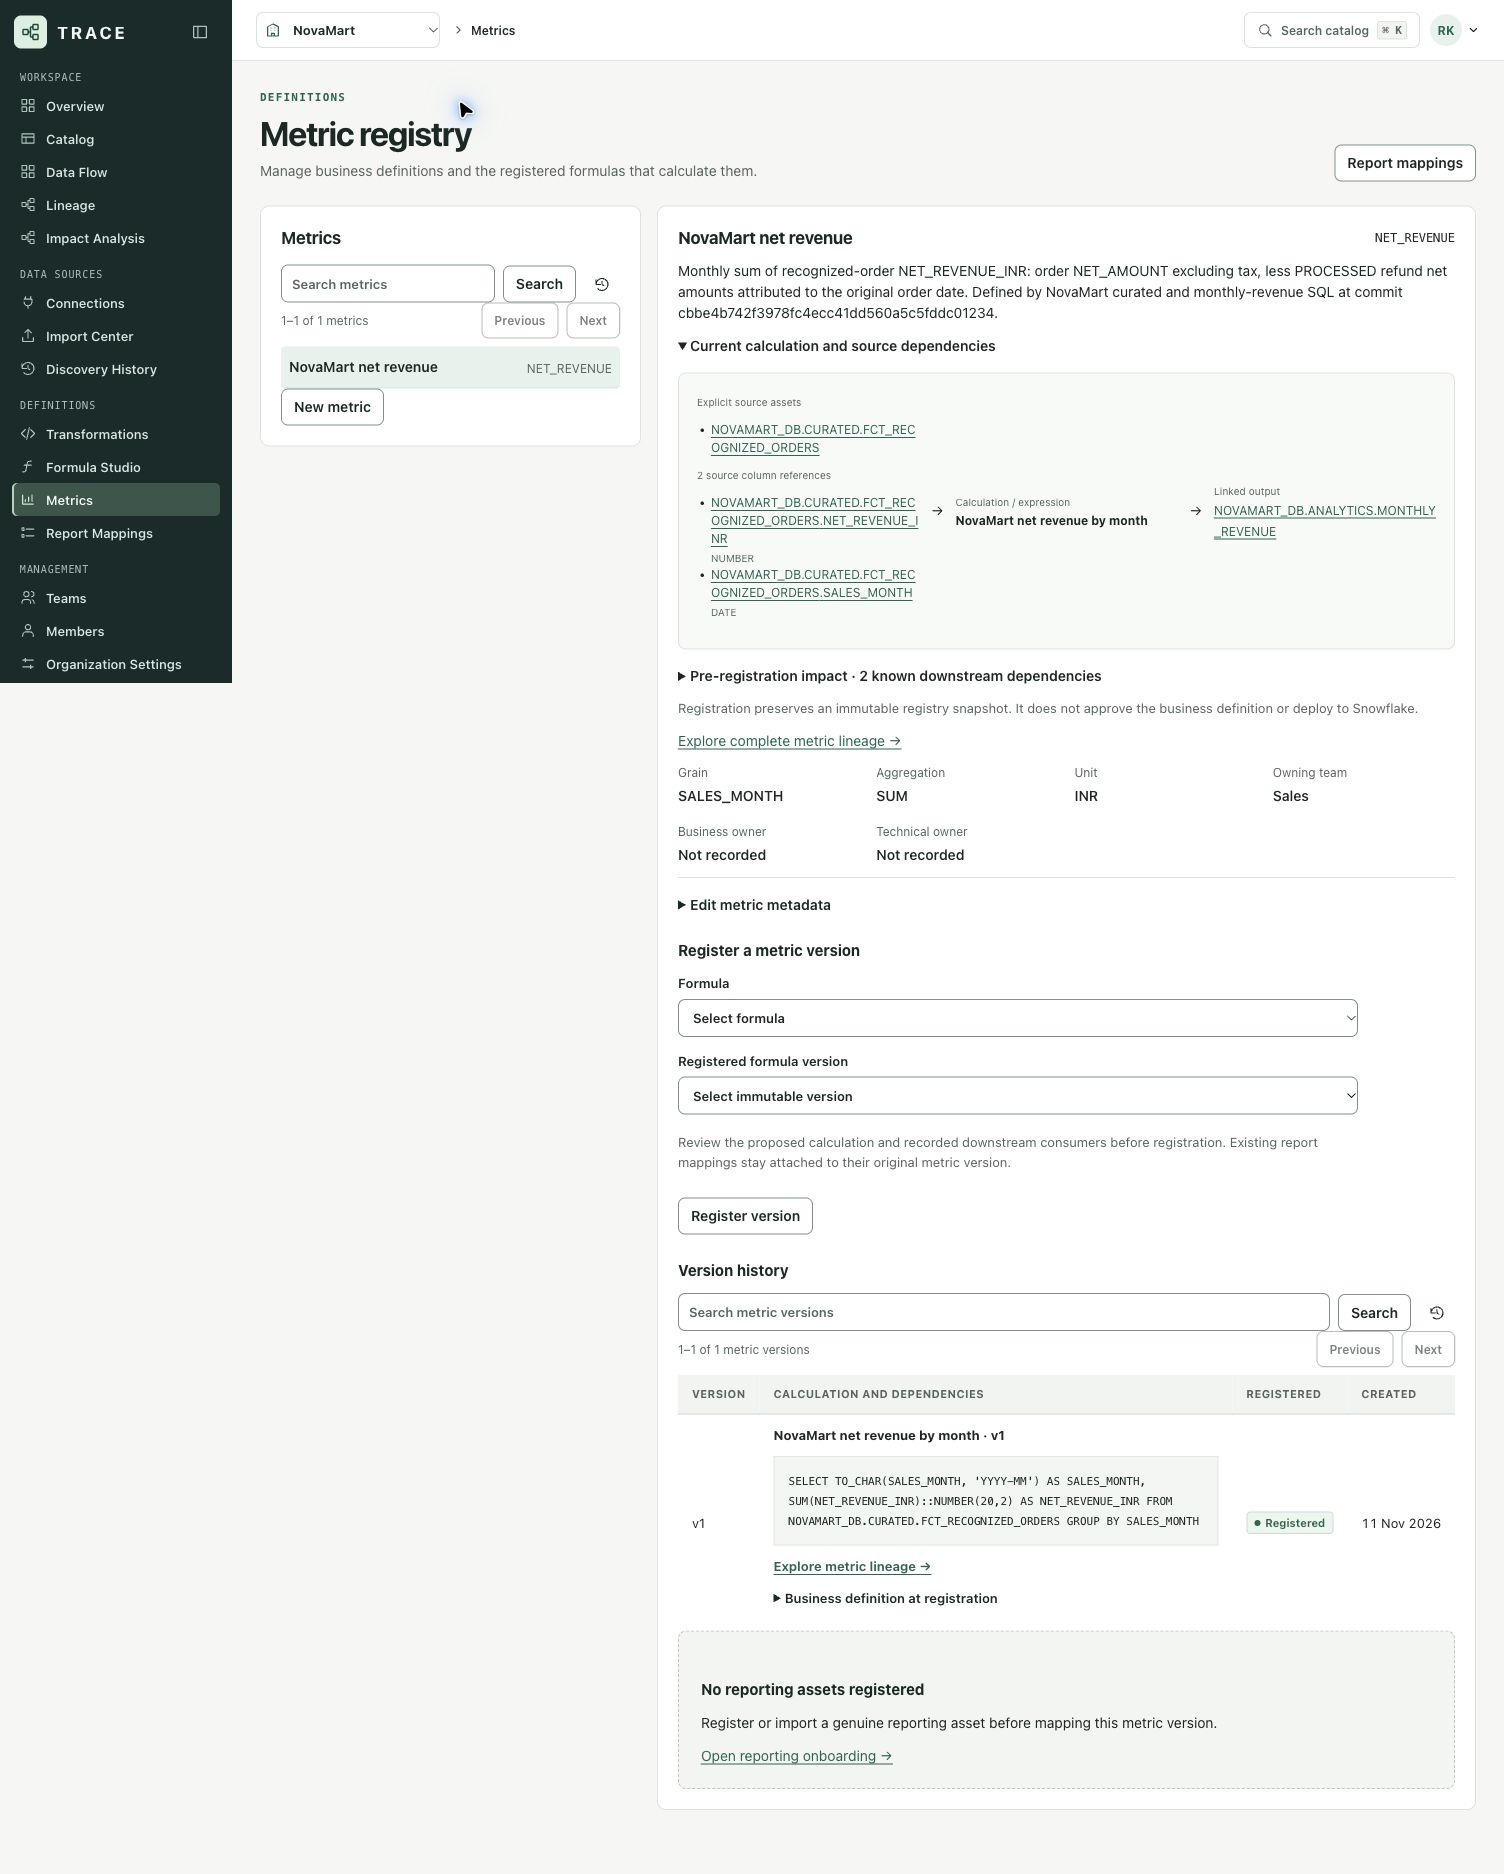 TRACE
WORKSPACE
Overview
Catalog
Data Flow
Lineage
Impact Analysis
DATA SOURCES
Connections
Import Center
Discovery History
DEFINITIONS
Transformations
Formula Studio
Metrics
Report Mappings
MANAGEMENT
Teams
Members
Organization Settings
NovaMart
Metrics
Search catalog ⌘ K
RK
DEFINITIONS
Metric registry
Manage business definitions and the registered formulas that calculate them.
Report mappings
Metrics
Search metrics
Search
1–1 of 1 metrics
Previous
Next
NovaMart net revenue NET_REVENUE
New metric
NovaMart net revenue NET_REVENUE
Monthly sum of recognized-order NET_REVENUE_INR: order NET_AMOUNT excluding tax, less PROCESSED refund net
amounts attributed to the original order date. Defined by NovaMart curated and monthly-revenue SQL at commit
cbbe4b742f3978fc4ecc41dd560a5c5fddc01234.
▼ Current calculation and source dependencies
Explicit source assets
• NOVAMART_DB.CURATED.FCT_REC
OGNIZED_ORDERS
2 source column references
• NOVAMART_DB.CURATED.FCT_REC
OGNIZED_ORDERS.NET_REVENUE_I
NR
NUMBER
• NOVAMART_DB.CURATED.FCT_REC
OGNIZED_ORDERS.SALES_MONTH
DATE
→
Calculation / expression
NovaMart net revenue by month
→
Linked output
NOVAMART_DB.ANALYTICS.MONTHLY
_REVENUE
▶ Pre-registration impact · 2 known downstream dependencies
Registration preserves an immutable registry snapshot. It does not approve the business definition or deploy to Snowflake.
Explore complete metric lineage →
Grain
SALES_MONTH
Aggregation
SUM
Unit
INR
Owning team
Sales
Business owner
Not recorded
Technical owner
Not recorded
▶ Edit metric metadata
Register a metric version
Formula
Select formula
Registered formula version
Select immutable version
Review the proposed calculation and recorded downstream consumers before registration. Existing report
mappings stay attached to their original metric version.
Register version
Version history
Search metric versions
Search
1–1 of 1 metric versions
Previous
Next
VERSION CALCULATION AND DEPENDENCIES REGISTERED CREATED
NovaMart net revenue by month · v1
SELECT TO_CHAR(SALES_MONTH, 'YYYY-MM') AS SALES_MONTH,
SUM(NET_REVENUE_INR)::NUMBER(20,2) AS NET_REVENUE_INR FROM
NOVAMART_DB.CURATED.FCT_RECOGNIZED_ORDERS GROUP BY SALES_MONTH
v1
Registered
11 Nov 2026
Explore metric lineage →
▶ Business definition at registration
No reporting assets registered
Register or import a genuine reporting asset before mapping this metric version.
Open reporting onboarding →